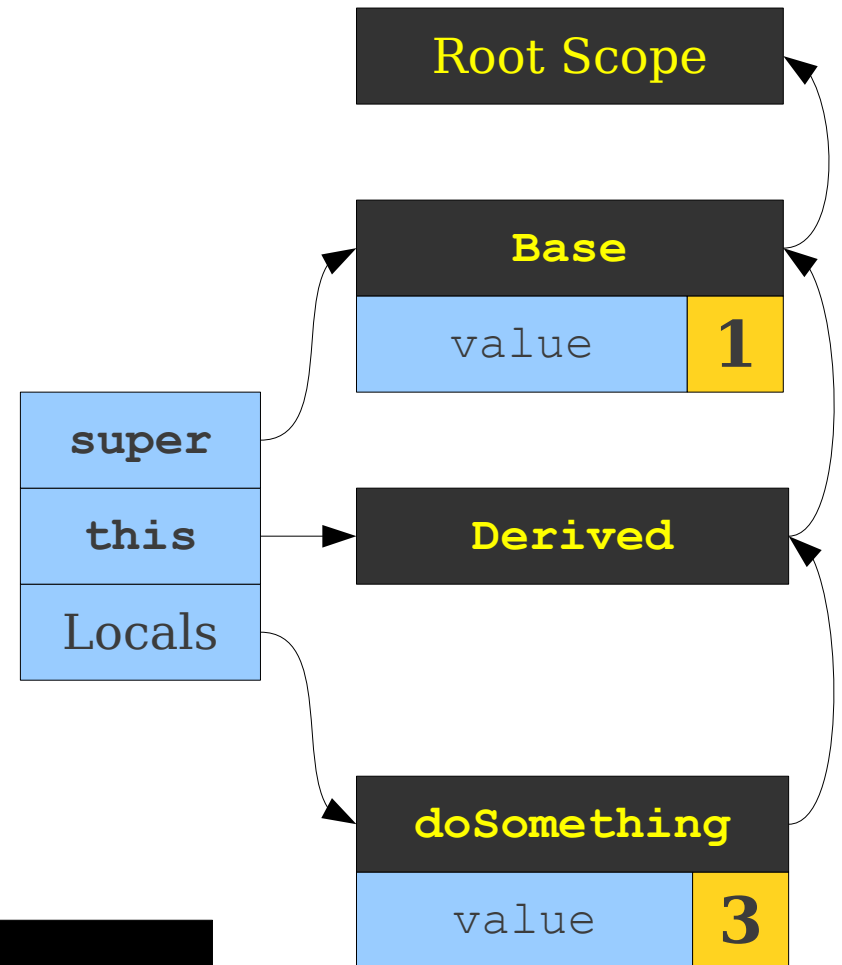 Root Scope
Base
value 1
super
this
Derived
Locals
doSomething
value 3